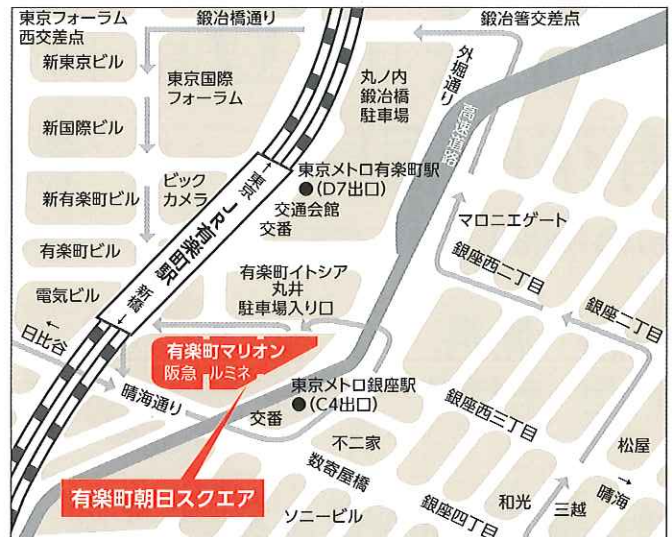 東京フォーラム
西交差点
鍛冶橋通り
鍛冶箸交差点
新東京ビル
東京国際
フォーラム
丸ノ内
鍛冶橋
駐車場
外堀通り
高速道路
新国際ビル
新有楽町ビル
ビック
カメラ
←東京
JR有楽町駅
新橋→
東京メトロ有楽町駅
(D7出口)
交通会館
交番
マロニエゲート
有楽町ビル
銀座西二丁目
銀座二丁目
電気ビル
有楽町イトシア
丸井
駐車場入り口
←
日比谷
有楽町マリオン
阪急 ルミネ
晴海通り
東京メトロ銀座駅
(C4出口)
交番
銀座西三丁目
不二家
数寄屋橋
松屋
→
晴海
有楽町朝日スクエア
ソニービル
銀座四丁目
和光
三越